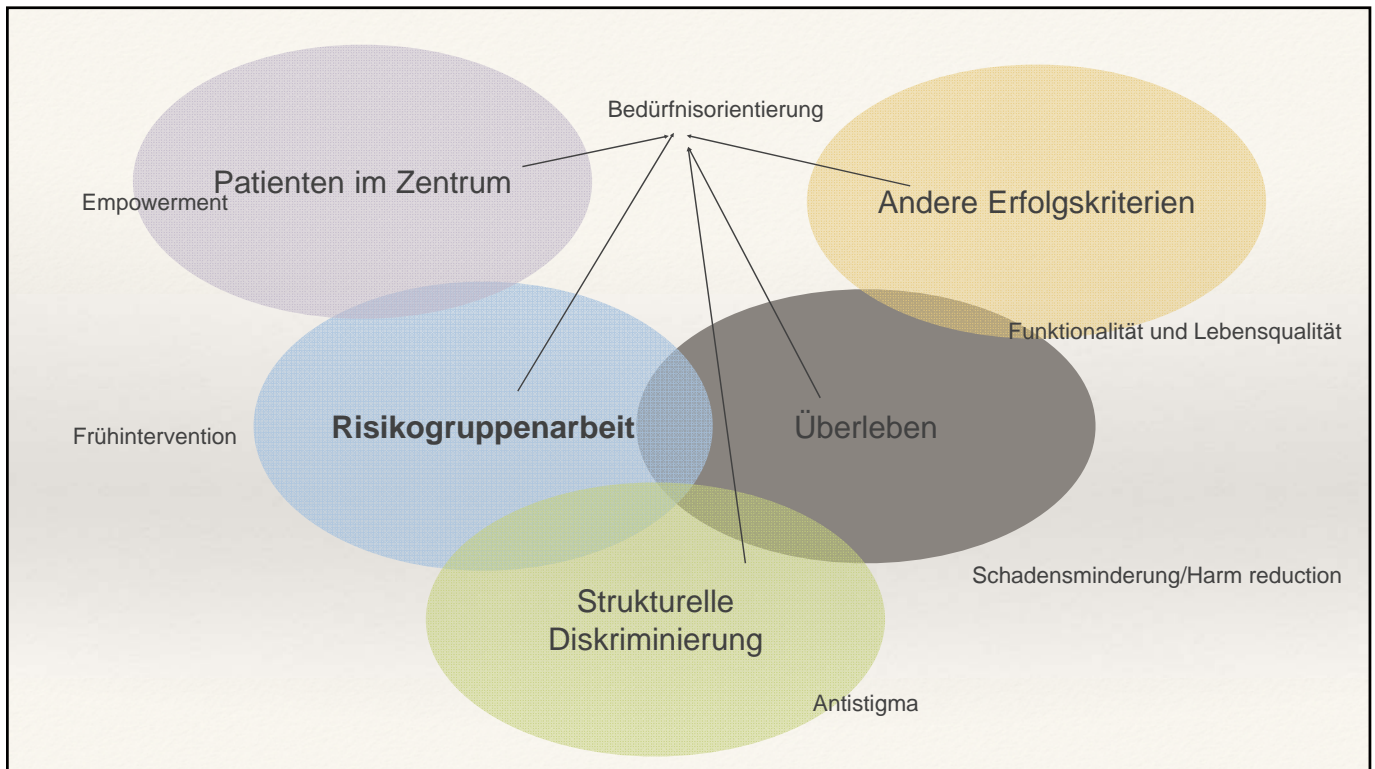 Bedürfnisorientierung
Patienten im Zentrum
Empowerment
Andere Erfolgskriterien
Funktionalität und Lebensqualität
Frühintervention
Risikogruppenarbeit
Überleben
Schadensminderung/Harm reduction
Strukturelle
Diskriminierung
Antistigma